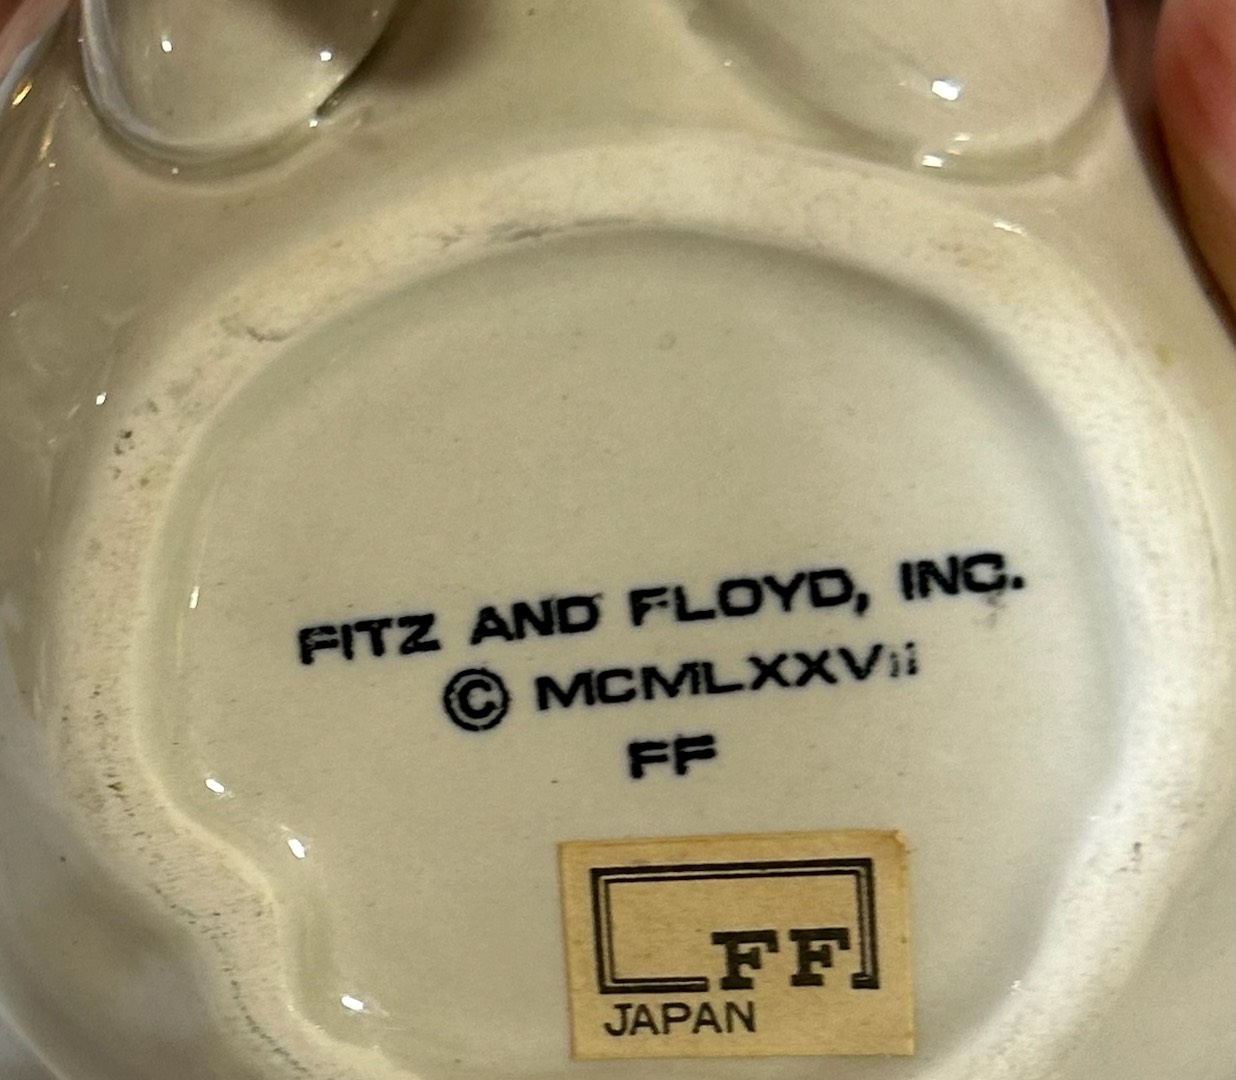 FITZ AND FLOYD, INC.
© MCMLXXVii
FF
FF
JAPAN